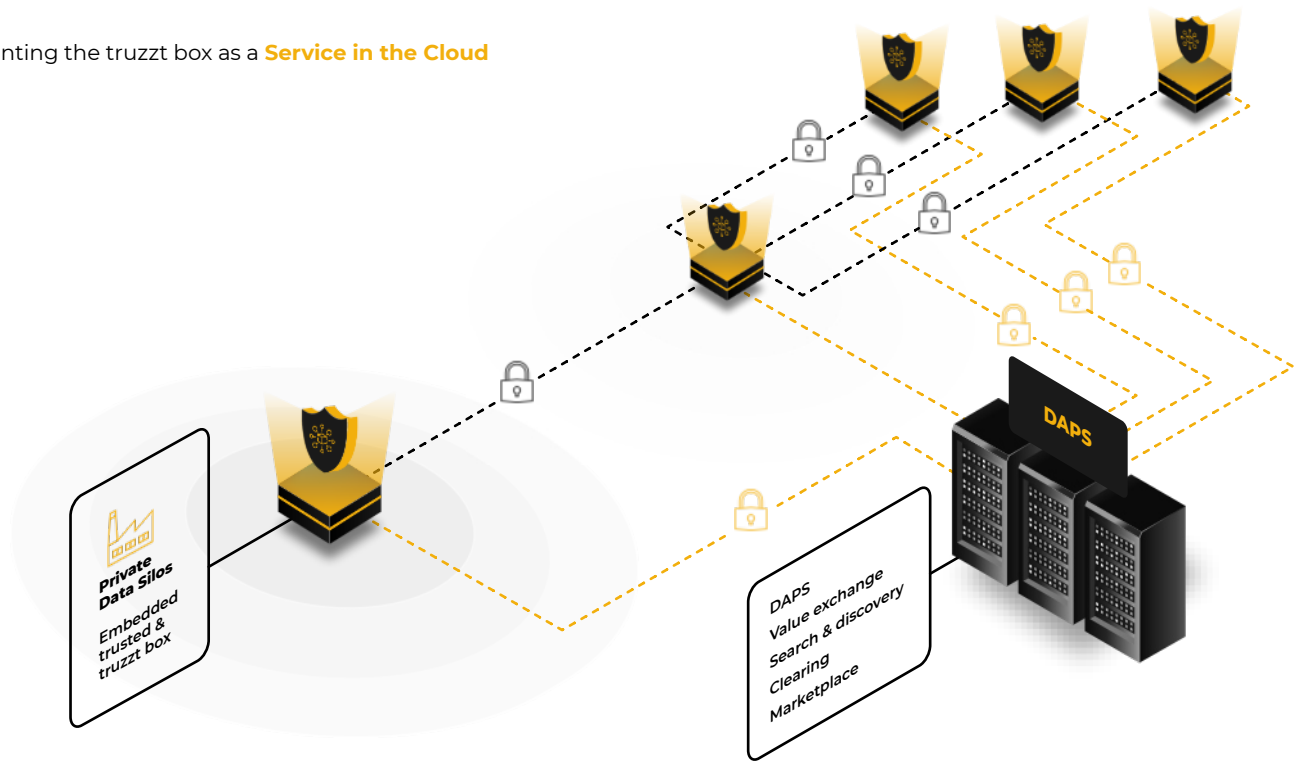 nting the truzzt box as a Service in the Cloud
DAPS
Private
Data Silos
Embedded
trusted &
truzzt box
DAPS
Value exchange
Search & discovery
Clearing
Marketplace